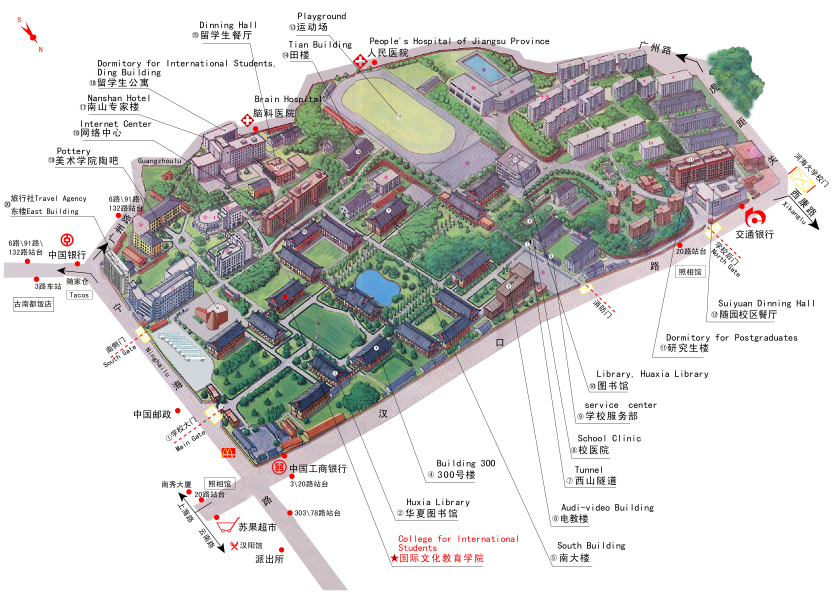 S
N
Dinning Hall
⑮留学生餐厅
Playground
⑬运动场
Tian Building
⑭田楼
People's Hospital of Jiangsu Province
人民医院
广州路
虎踞关
Dormitory for International Students,
Ding Building
⑱留学生公寓
Nanshan Hotel
⑰南山专家楼
Internet Center
⑯网络中心
Brain Hospital
脑科医院
Pottery
⑲美术学院陶吧
Guangzhoulu
⑳旅行社Travel Agency
东楼East Building
6路\91路\
132路站台
广州路
6路\91路\
132路站台
中国银行
3路车站
古南都饭店
随家仓
Tacos
河海大学校门
西康路
Xikanglu
交通银行
学校后门
North Gate
20路站台
照相馆
消防门
Suiyuan Dinning Hall
⑫随园校区餐厅
Dormitory for Postgraduates
⑪研究生楼
Library, Huaxia Library
⑩图书馆
service center
⑨学校服务部
School Clinic
⑧校医院
Tunnel
⑦西山隧道
Audi-video Building
⑥电教楼
South Building
⑤南大楼
Building 300
④300号楼
Huxia Library
②华夏图书馆
College for International
Students
★国际文化教育学院
宁海路
Ninghailu
南侧门
South Gate
中国邮政
①学校大门
Main Gate
汉口路
中国工商银行
3\20路站台
303\78路站台
南秀大厦
照相馆
20路站台
上海路
云南路
苏果超市
汉阳馆
派出所